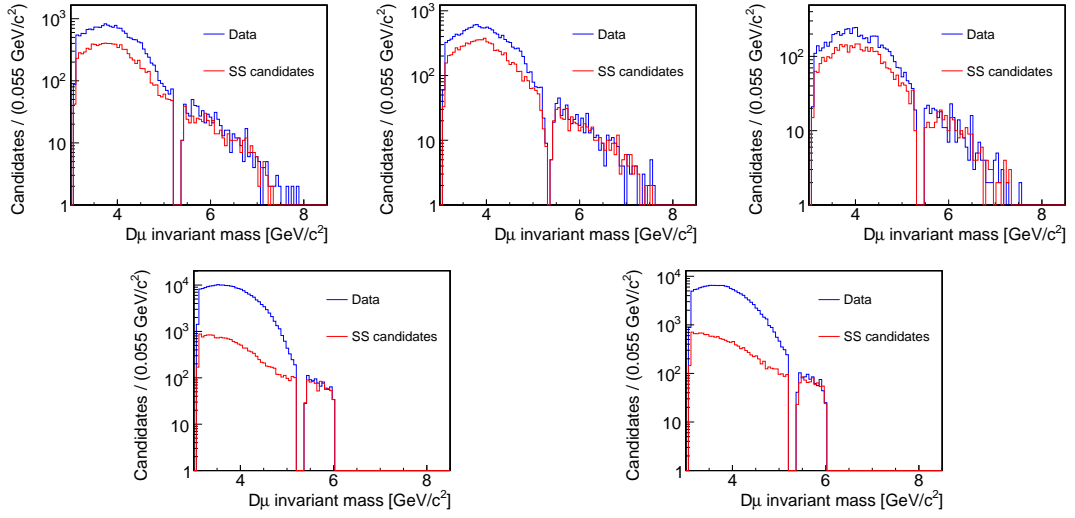 Candidates / (0.055 GeV/c²)
10³
10²
10
1
Data
SS candidates
4 6 8
Dμ invariant mass [GeV/c²]
Candidates / (0.055 GeV/c²)
10³
10²
10
1
Data
SS candidates
4 6 8
Dμ invariant mass [GeV/c²]
Candidates / (0.055 GeV/c²)
10²
10
1
Data
SS candidates
4 6 8
Dμ invariant mass [GeV/c²]
Candidates / (0.055 GeV/c²)
10⁴
10³
10²
10
1
Data
SS candidates
4 6 8
Dμ invariant mass [GeV/c²]
Candidates / (0.055 GeV/c²)
10⁴
10³
10²
10
1
Data
SS candidates
4 6 8
Dμ invariant mass [GeV/c²]